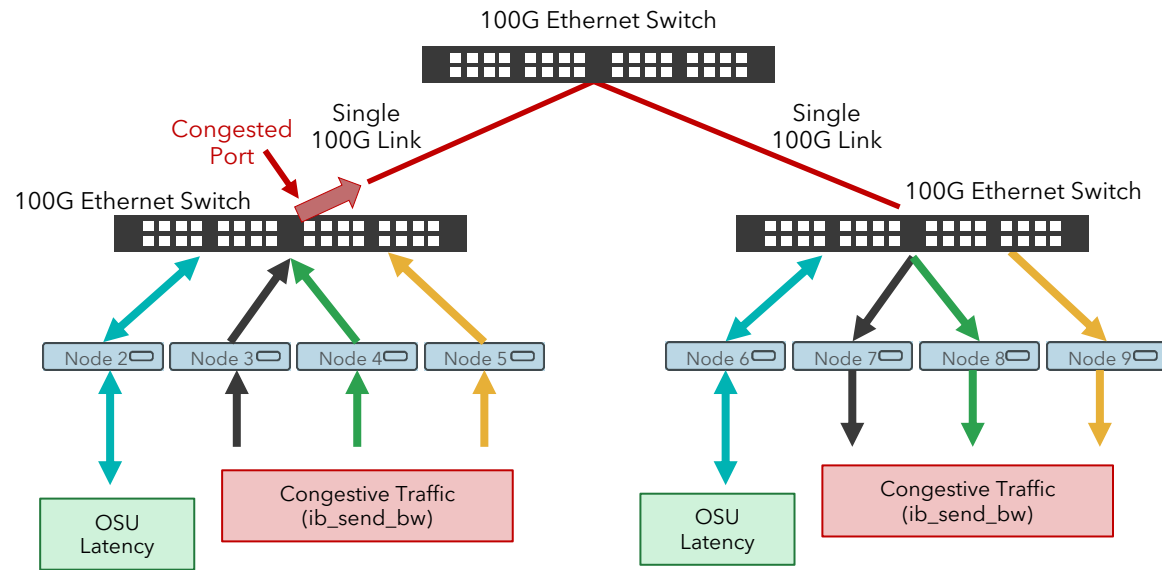 100G Ethernet Switch
Single
100G Link
Single
100G Link
Congested
Port
100G Ethernet Switch
100G Ethernet Switch
Node 2
Node 3
Node 4
Node 5
Node 6
Node 7
Node 8
Node 9
OSU
Latency
Congestive Traffic
(ib_send_bw)
OSU
Latency
Congestive Traffic
(ib_send_bw)